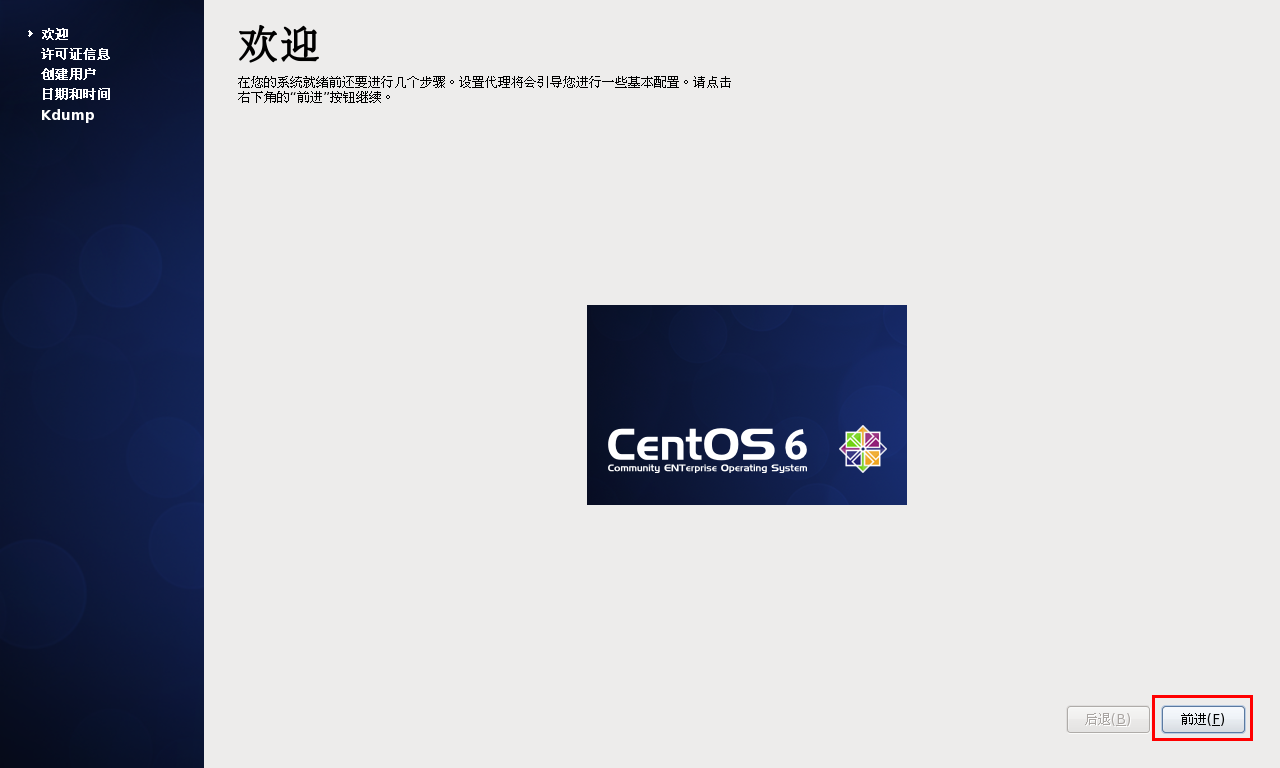 欢迎
许可证信息
创建用户
日期和时间
Kdump
欢迎
在您的系统就绪前还要进行几个步骤。设置代理将会引导您进行一些基本配置。请点击
右下角的“前进”按钮继续。
CentOS 6
Community ENTerprise Operating System
后退(B)
前进(F)